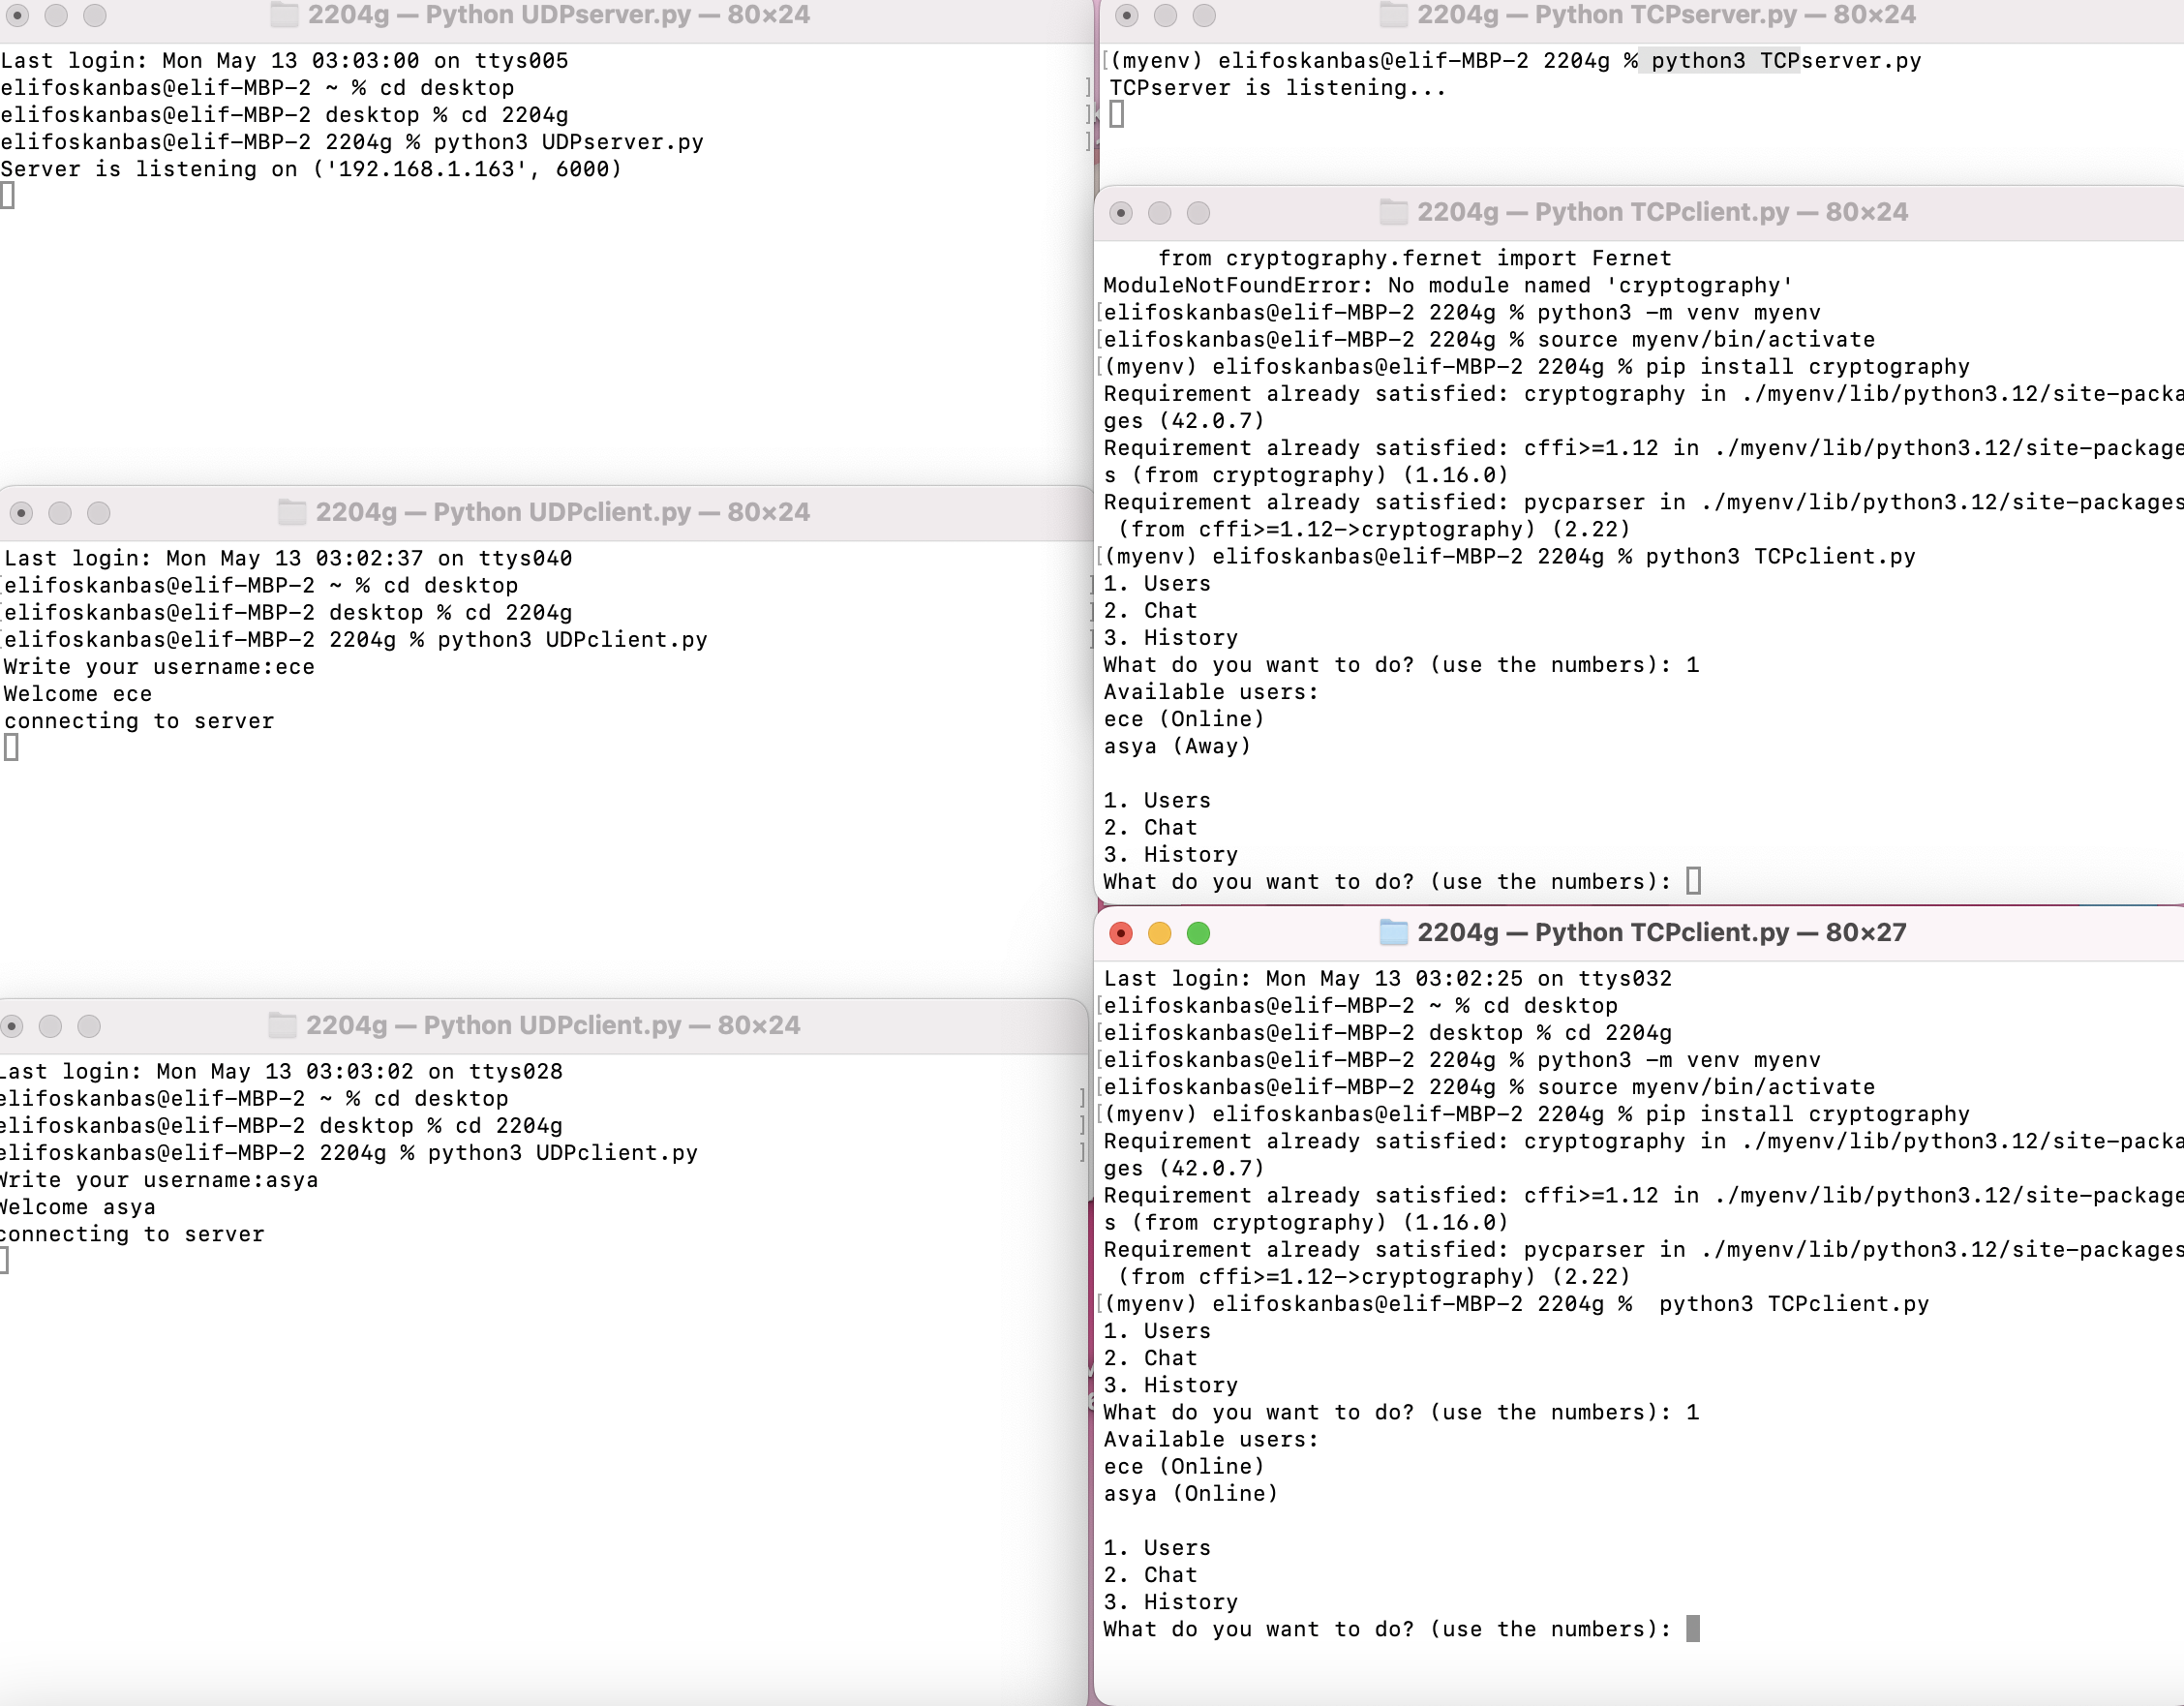 2204g — Python UDPserver.py — 80×24
Last login: Mon May 13 03:03:00 on ttys005
elifoskanbas@elif-MBP-2 ~ % cd desktop
elifoskanbas@elif-MBP-2 desktop % cd 2204g
elifoskanbas@elif-MBP-2 2204g % python3 UDPserver.py
Server is listening on ('192.168.1.163', 6000)
2204g — Python UDPclient.py — 80×24
Last login: Mon May 13 03:02:37 on ttys040
elifoskanbas@elif-MBP-2 ~ % cd desktop
elifoskanbas@elif-MBP-2 desktop % cd 2204g
elifoskanbas@elif-MBP-2 2204g % python3 UDPclient.py
Write your username:ece
Welcome ece
connecting to server
2204g — Python UDPclient.py — 80×24
Last login: Mon May 13 03:03:02 on ttys028
elifoskanbas@elif-MBP-2 ~ % cd desktop
elifoskanbas@elif-MBP-2 desktop % cd 2204g
elifoskanbas@elif-MBP-2 2204g % python3 UDPclient.py
Write your username:asya
Welcome asya
connecting to server
2204g — Python TCPserver.py — 80×24
(myenv) elifoskanbas@elif-MBP-2 2204g % python3 TCPserver.py
TCPserver is listening...
2204g — Python TCPclient.py — 80×24
from cryptography.fernet import Fernet
ModuleNotFoundError: No module named 'cryptography'
elifoskanbas@elif-MBP-2 2204g % python3 -m venv myenv
elifoskanbas@elif-MBP-2 2204g % source myenv/bin/activate
(myenv) elifoskanbas@elif-MBP-2 2204g % pip install cryptography
Requirement already satisfied: cryptography in ./myenv/lib/python3.12/site-packa
ges (42.0.7)
Requirement already satisfied: cffi>=1.12 in ./myenv/lib/python3.12/site-package
s (from cryptography) (1.16.0)
Requirement already satisfied: pycparser in ./myenv/lib/python3.12/site-packages
(from cffi>=1.12->cryptography) (2.22)
(myenv) elifoskanbas@elif-MBP-2 2204g % python3 TCPclient.py
1. Users
2. Chat
3. History
What do you want to do? (use the numbers): 1
Available users:
ece (Online)
asya (Away)
1. Users
2. Chat
3. History
What do you want to do? (use the numbers):
2204g — Python TCPclient.py — 80×27
Last login: Mon May 13 03:02:25 on ttys032
elifoskanbas@elif-MBP-2 ~ % cd desktop
elifoskanbas@elif-MBP-2 desktop % cd 2204g
elifoskanbas@elif-MBP-2 2204g % python3 -m venv myenv
elifoskanbas@elif-MBP-2 2204g % source myenv/bin/activate
(myenv) elifoskanbas@elif-MBP-2 2204g % pip install cryptography
Requirement already satisfied: cryptography in ./myenv/lib/python3.12/site-packa
ges (42.0.7)
Requirement already satisfied: cffi>=1.12 in ./myenv/lib/python3.12/site-package
s (from cryptography) (1.16.0)
Requirement already satisfied: pycparser in ./myenv/lib/python3.12/site-packages
(from cffi>=1.12->cryptography) (2.22)
(myenv) elifoskanbas@elif-MBP-2 2204g %  python3 TCPclient.py
1. Users
2. Chat
3. History
What do you want to do? (use the numbers): 1
Available users:
ece (Online)
asya (Online)
1. Users
2. Chat
3. History
What do you want to do? (use the numbers):